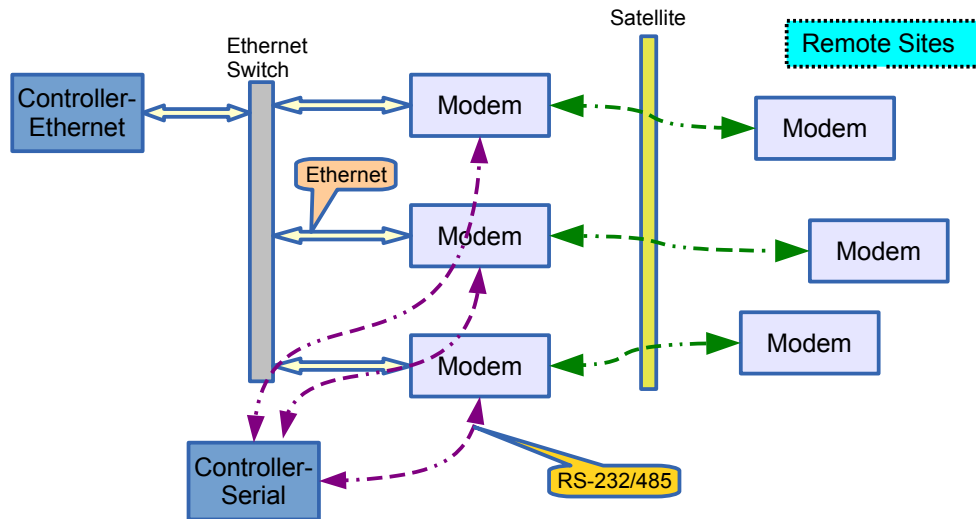 Satellite
Ethernet
Switch
Remote Sites
Controller-
Ethernet
Modem
Modem
Ethernet
Modem
Modem
Modem
Modem
Controller-
Serial
RS-232/485